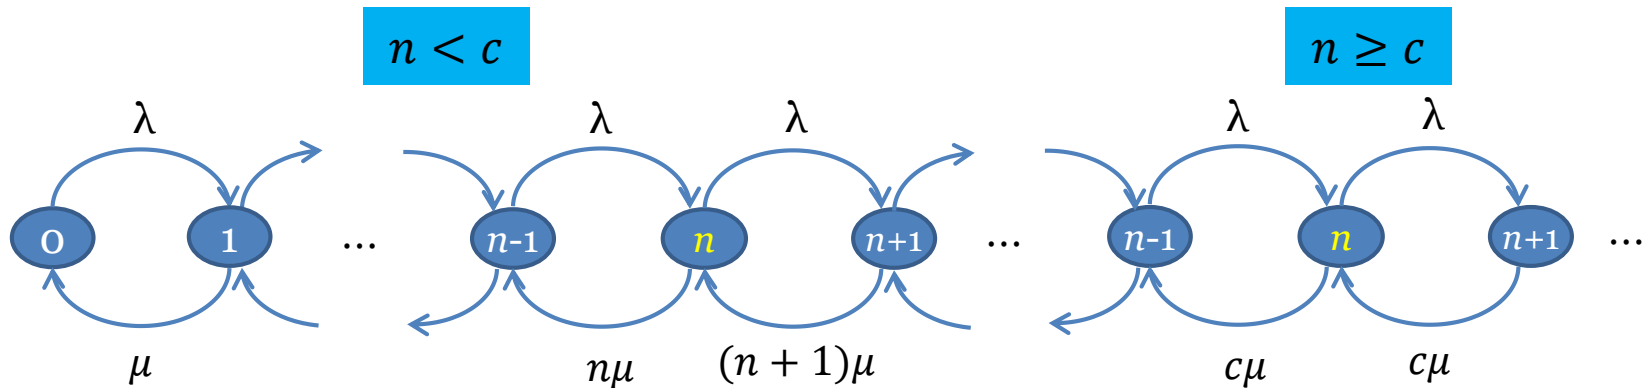 n < c n ≥ c
λ λ λ λ λ
0 1 ... n-1 n n+1 ... n-1 n n+1 ...
μ nμ (n + 1)μ cμ cμ